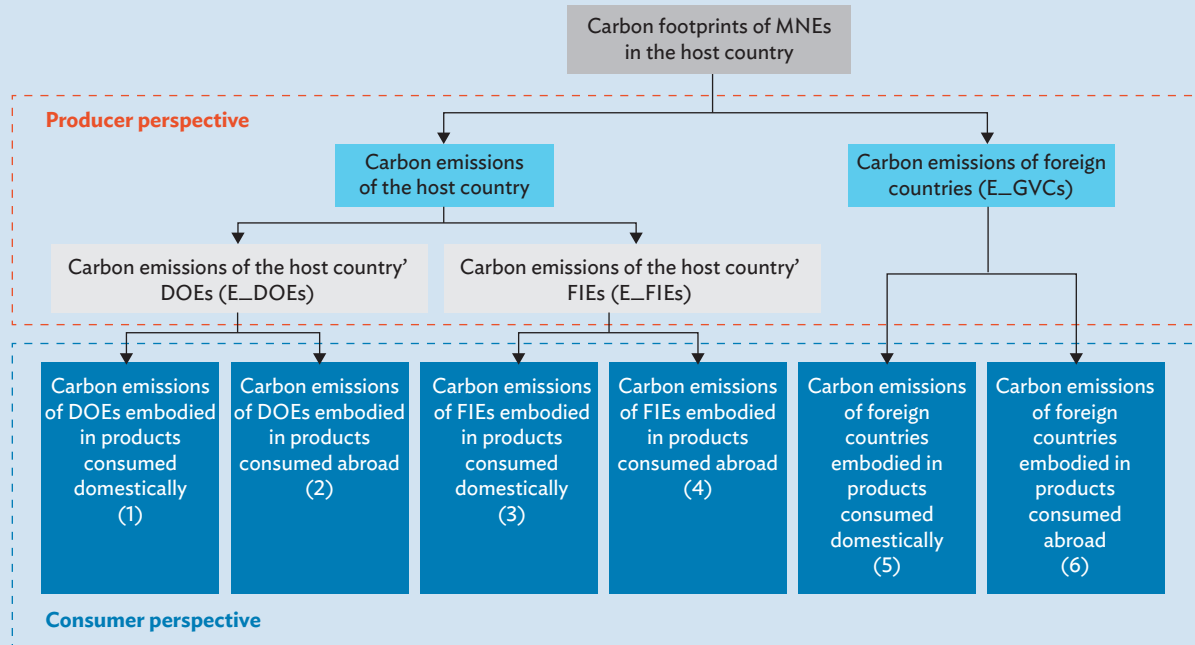 Carbon footprints of MNEs
in the host country
Producer perspective
Carbon emissions
of the host country
Carbon emissions of foreign
countries (E_GVCs)
Carbon emissions of the host country’
DOEs (E_DOEs)
Carbon emissions of the host country’
FIEs (E_FIEs)
Carbon emissions
of DOEs embodied
in products
consumed
domestically
(1)
Carbon emissions
of DOEs embodied
in products
consumed abroad
(2)
Carbon emissions
of FIEs embodied
in products
consumed
domestically
(3)
Carbon emissions
of FIEs embodied
in products
consumed abroad
(4)
Carbon emissions
of foreign
countries
embodied in
products
consumed
domestically
(5)
Carbon emissions
of foreign
countries
embodied in
products
consumed
abroad
(6)
Consumer perspective